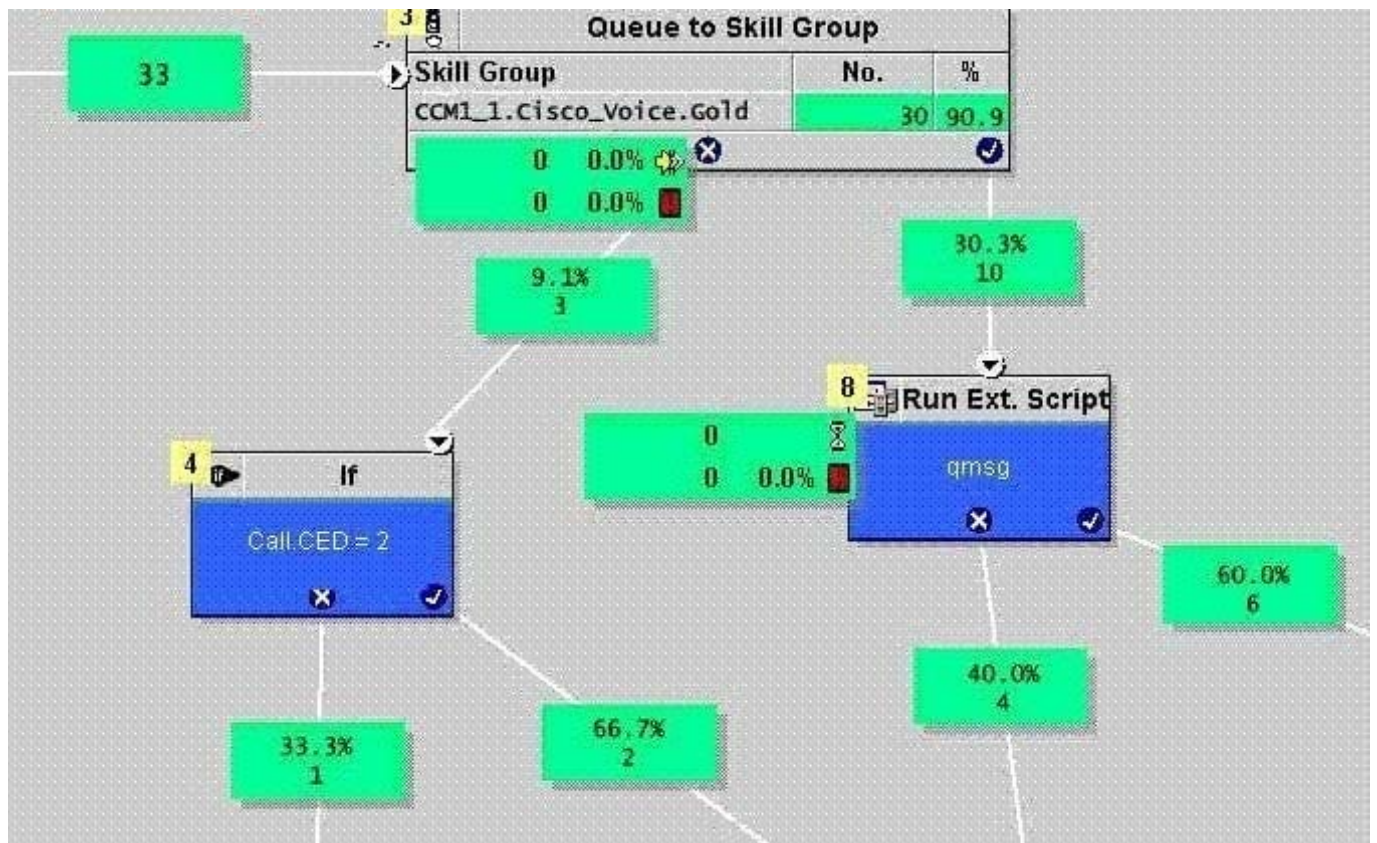 3
Queue to Skill Group
33
Skill Group No. %
CCM1_1.Cisco_Voice.Gold 30 90.9
0 0.0%
0 0.0%
30.3%
10
9.1%
3
8
Run Ext. Script
0
0 0.0%
qmsg
4
If
Call.CED = 2
60.0%
6
40.0%
4
66.7%
2
33.3%
1